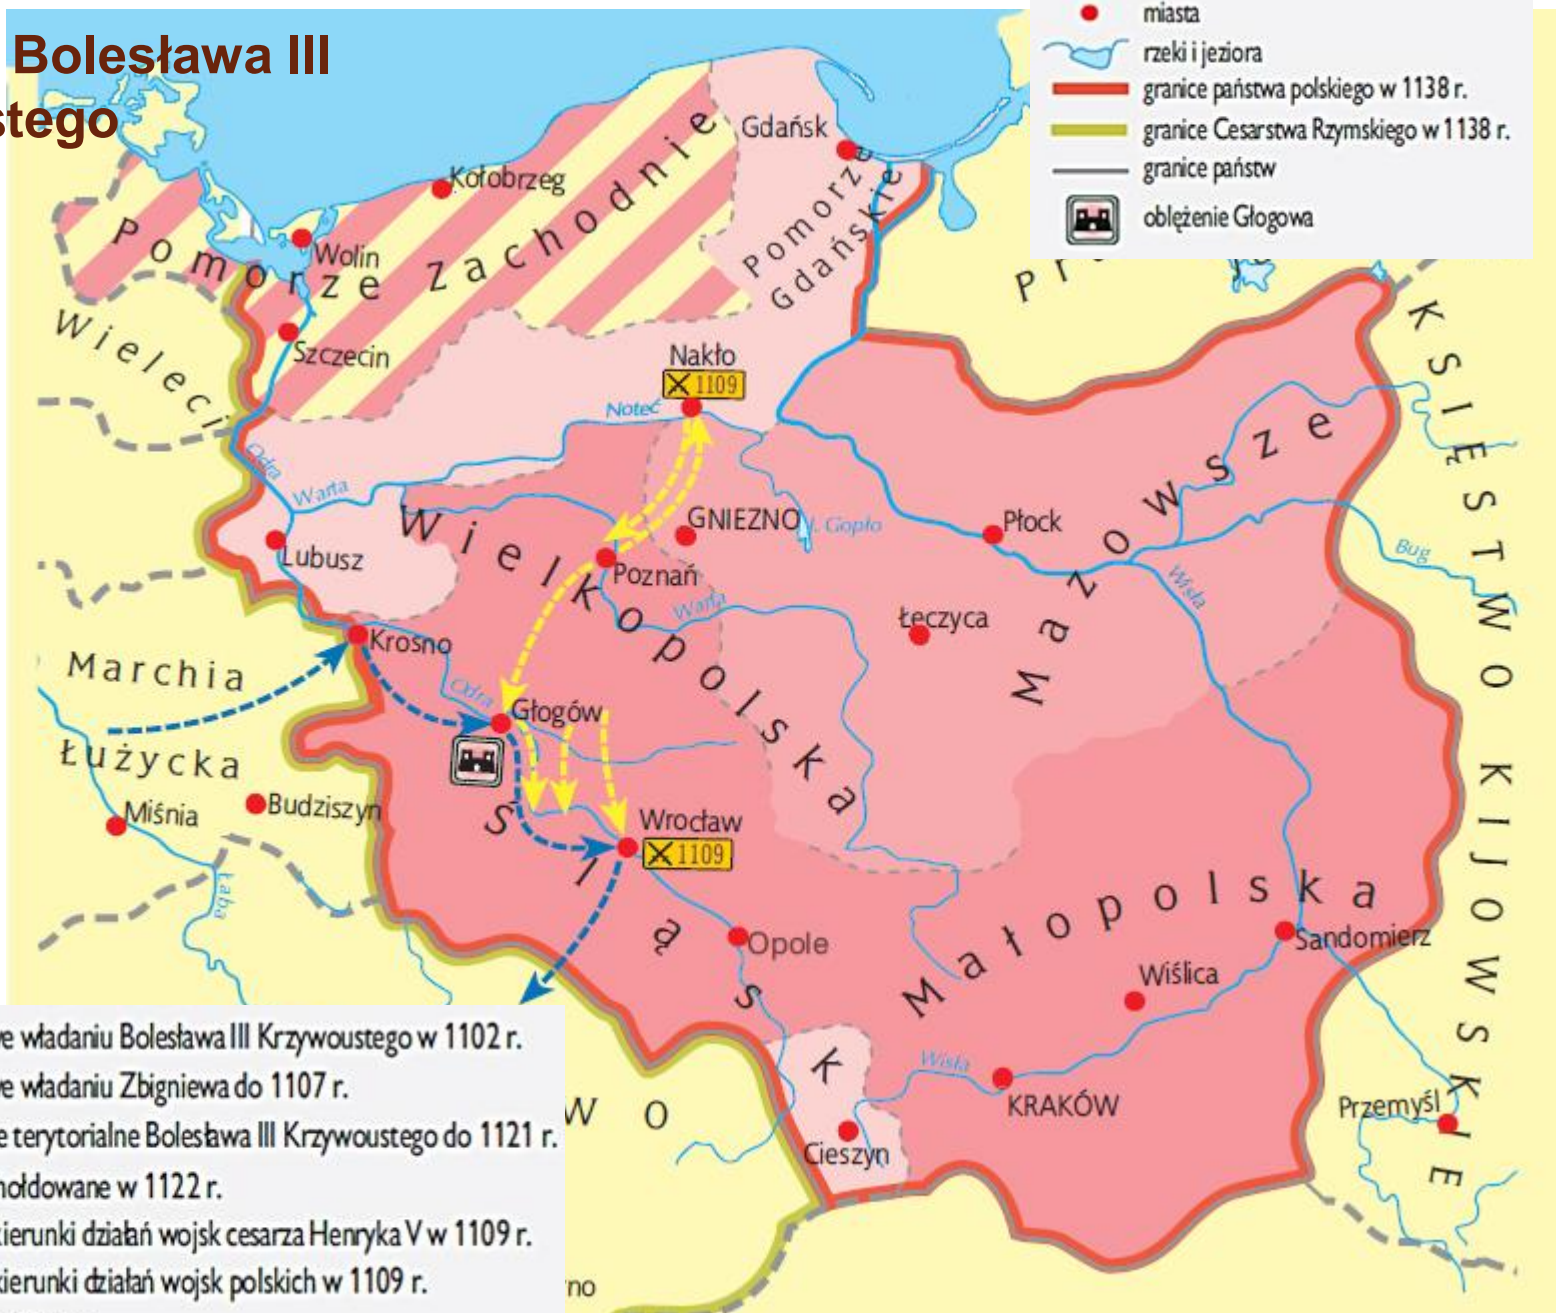 Bolesława III
stego
miasta
rzeki i jeziora
granice państwa polskiego w 1138 r.
granice Cesarstwa Rzymskiego w 1138 r.
granice państw
oblężenie Głogowa
Gdańsk
Kołobrzeg
Pomorze Zachodnie
Pomorze
Gdańskie
Wolin
Szczecin
Wieleci
Nakło
1109
Noteć
Odra
Warta
Lubusz
GNIEZNO
J. Gopło
Płock
Mazowsze
KSIĘSTWO KIJOWSKIE
Bug
Wisła
Wielkopolska
Poznań
Warta
Łęczyca
Krosno
Marchia
Łużycka
Odra
Głogów
Miśnia
Budziszyn
Łaba
Śląsk
Wrocław
1109
Opole
Małopolska
Sandomierz
Wiślica
Wisła
KRAKÓW
Przemyśl
Cieszyn
W O
we władaniu Bolesława III Krzywoustego w 1102 r.
we władaniu Zbigniewa do 1107 r.
e terytorialne Bolesława III Krzywoustego do 1121 r.
hołdowane w 1122 r.
kierunki działań wojsk cesarza Henryka V w 1109 r.
kierunki działań wojsk polskich w 1109 r.
no